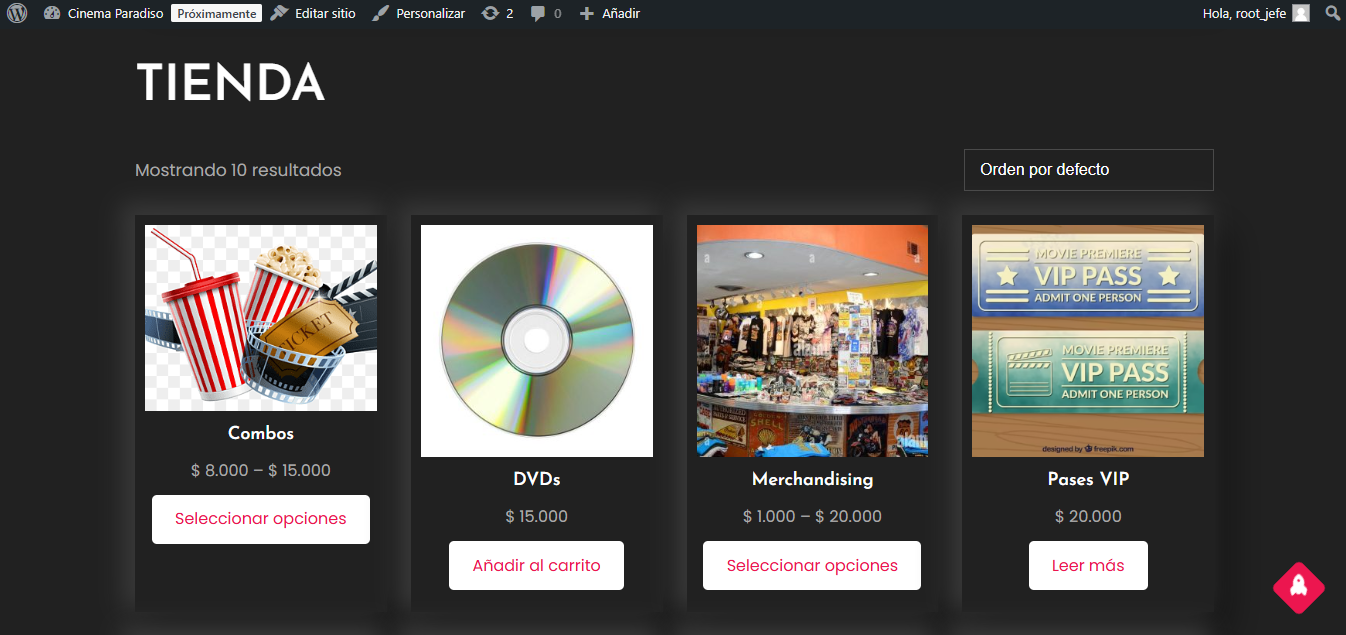 Cinema Paradiso Próximamente Editar sitio Personalizar 2 0 Añadir Hola, root_jefe
TIENDA
Mostrando 10 resultados
Orden por defecto
TICKET
MOVIE PREMIERE
VIP PASS
ADMIT ONE PERSON
MOVIE PREMIERE
VIP PASS
ADMIT ONE PERSON
designed by freepik.com
SHELL
alamy
Combos
$ 8.000 – $ 15.000
Seleccionar opciones
DVDs
$ 15.000
Añadir al carrito
Merchandising
$ 1.000 – $ 20.000
Seleccionar opciones
Pases VIP
$ 20.000
Leer más